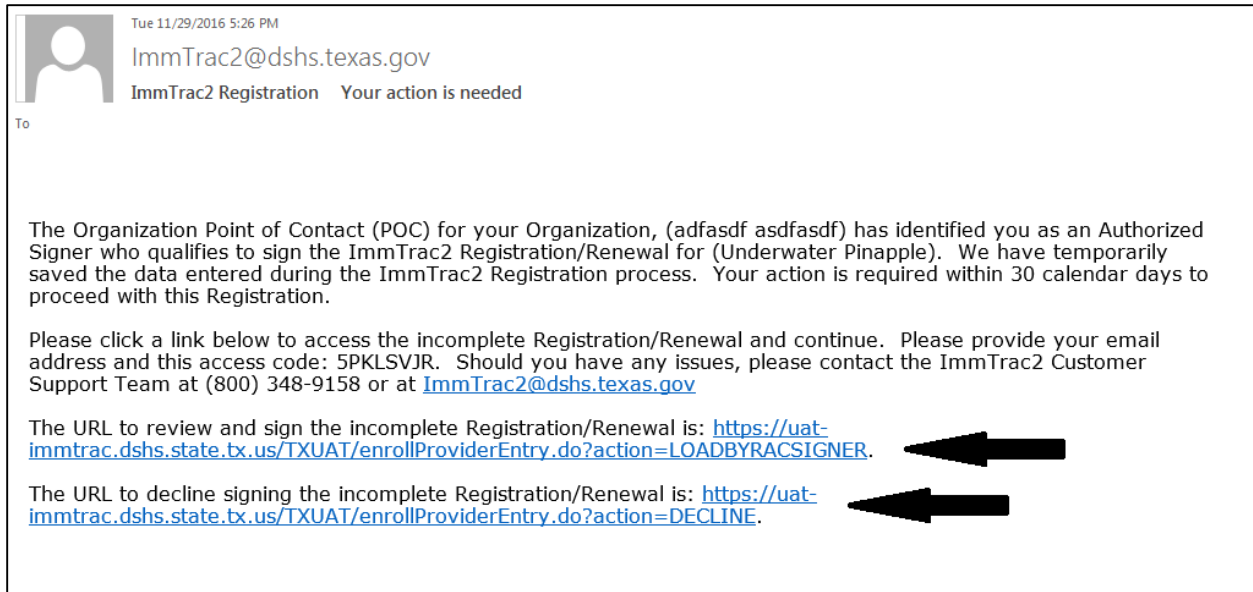 Tue 11/29/2016 5:26 PM
ImmTrac2@dshs.texas.gov
ImmTrac2 Registration Your action is needed
To
The Organization Point of Contact (POC) for your Organization, (adfasdf asdfasdf) has identified you as an Authorized
Signer who qualifies to sign the ImmTrac2 Registration/Renewal for (Underwater Pinapple). We have temporarily
saved the data entered during the ImmTrac2 Registration process. Your action is required within 30 calendar days to
proceed with this Registration.
Please click a link below to access the incomplete Registration/Renewal and continue. Please provide your email
address and this access code: 5PKLSVJR. Should you have any issues, please contact the ImmTrac2 Customer
Support Team at (800) 348-9158 or at ImmTrac2@dshs.texas.gov
The URL to review and sign the incomplete Registration/Renewal is: https://uat-
immtrac.dshs.state.tx.us/TXUAT/enrollProviderEntry.do?action=LOADBYRACSIGNER.
The URL to decline signing the incomplete Registration/Renewal is: https://uat-
immtrac.dshs.state.tx.us/TXUAT/enrollProviderEntry.do?action=DECLINE.